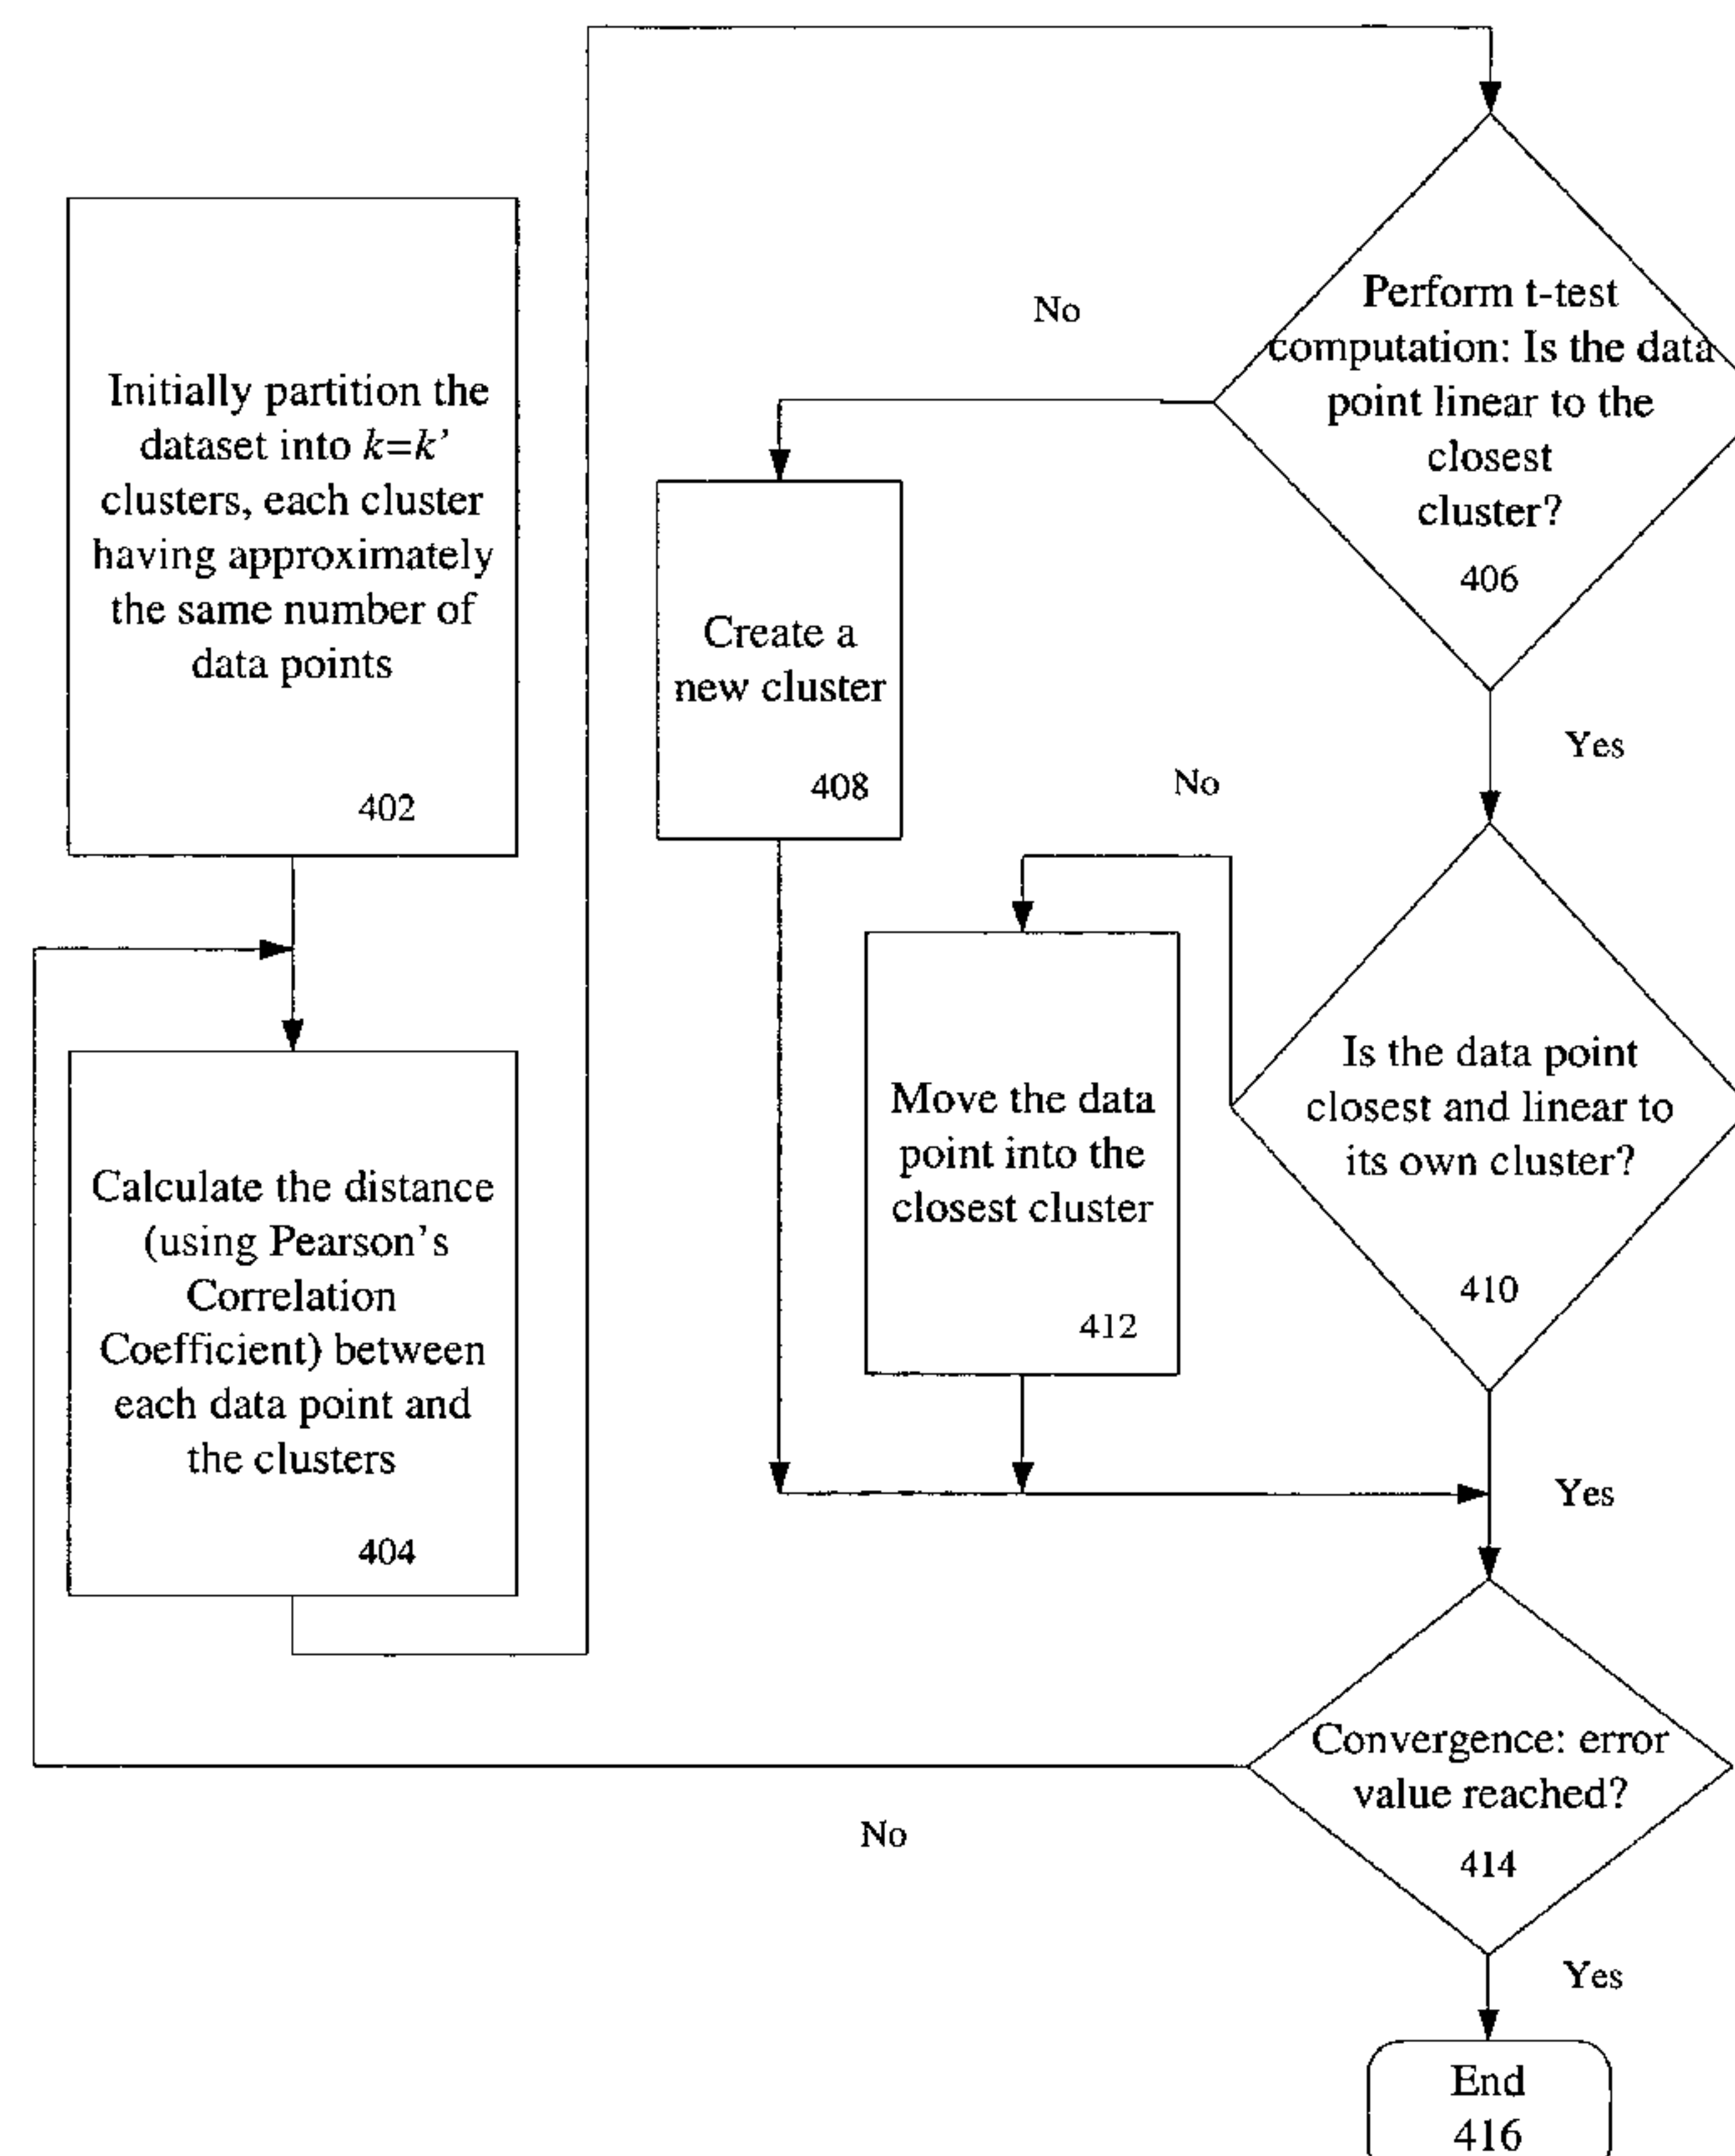 Initially partition the
dataset into k=k’
clusters, each cluster
having approximately
the same number of
data points
402
Calculate the distance
(using Pearson’s
Correlation
Coefficient) between
each data point and
the clusters
404
Perform t-test
computation: Is the data
point linear to the
closest
cluster?
406
No
Yes
Create a
new cluster
408
Is the data point
closest and linear to
its own cluster?
410
No
Yes
Move the data
point into the
closest cluster
412
Convergence: error
value reached?
414
No
Yes
End
416